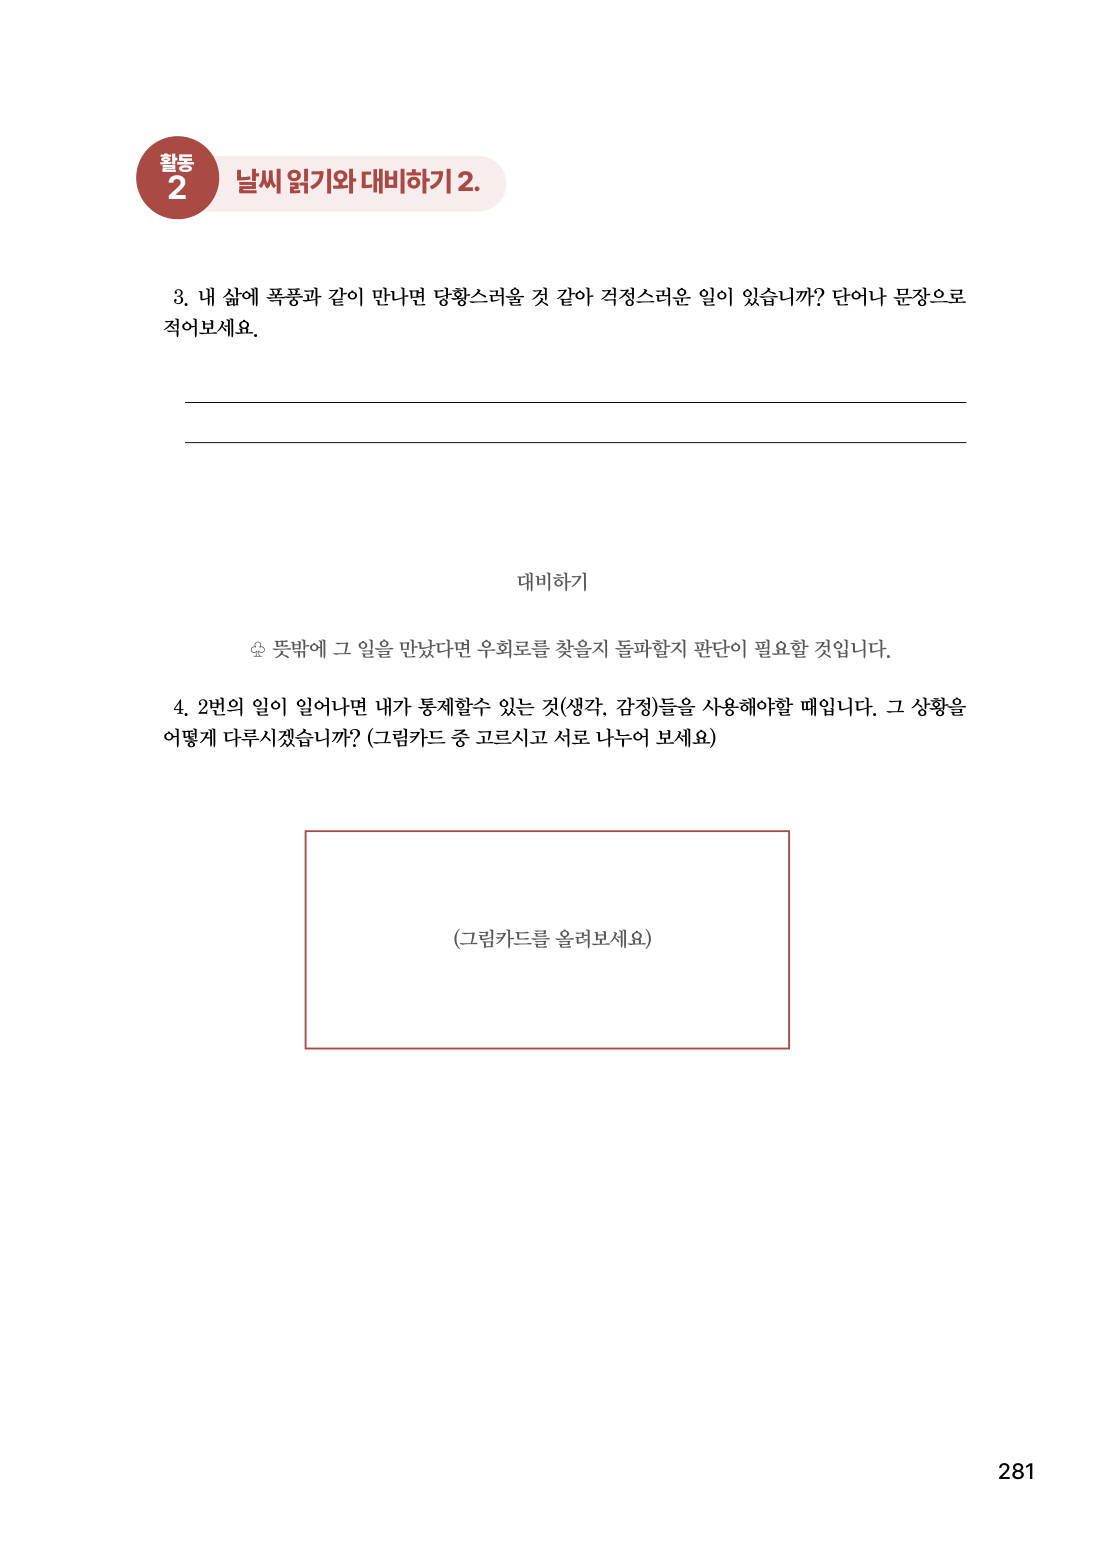 활동
2
날씨 읽기와 대비하기 2.
3. 내 삶에 폭풍과 같이 만나면 당황스러울 것 같아 걱정스러운 일이 있습니까? 단어나 문장으로
적어보세요.
대비하기
♧ 뜻밖에 그 일을 만났다면 우회로를 찾을지 돌파할지 판단이 필요할 것입니다.
4. 2번의 일이 일어나면 내가 통제할수 있는 것(생각, 감정)들을 사용해야할 때입니다. 그 상황을
어떻게 다루시겠습니까? (그림카드 중 고르시고 서로 나누어 보세요)
(그림카드를 올려보세요)
281